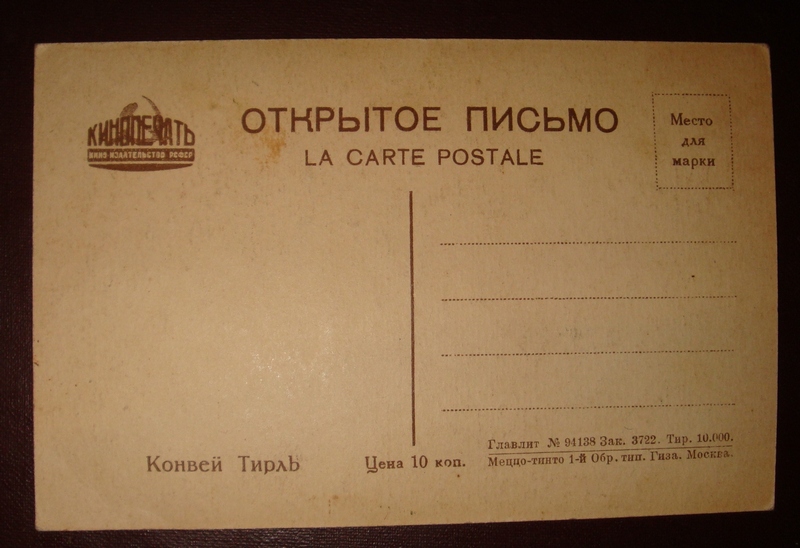 КИНОПЕЧАТЬ
КИНО-ИЗДАТЕЛЬСТВО РСФСР
ОТКРЫТОЕ ПИСЬМО
LA CARTE POSTALE
Место
для
марки
Конвей Тирль
Цена 10 коп.
Главлит № 94138 Зак. 3722. Тир. 10.000.
Меццо-тинто 1-й Обр. тип. Гиза. Москва.